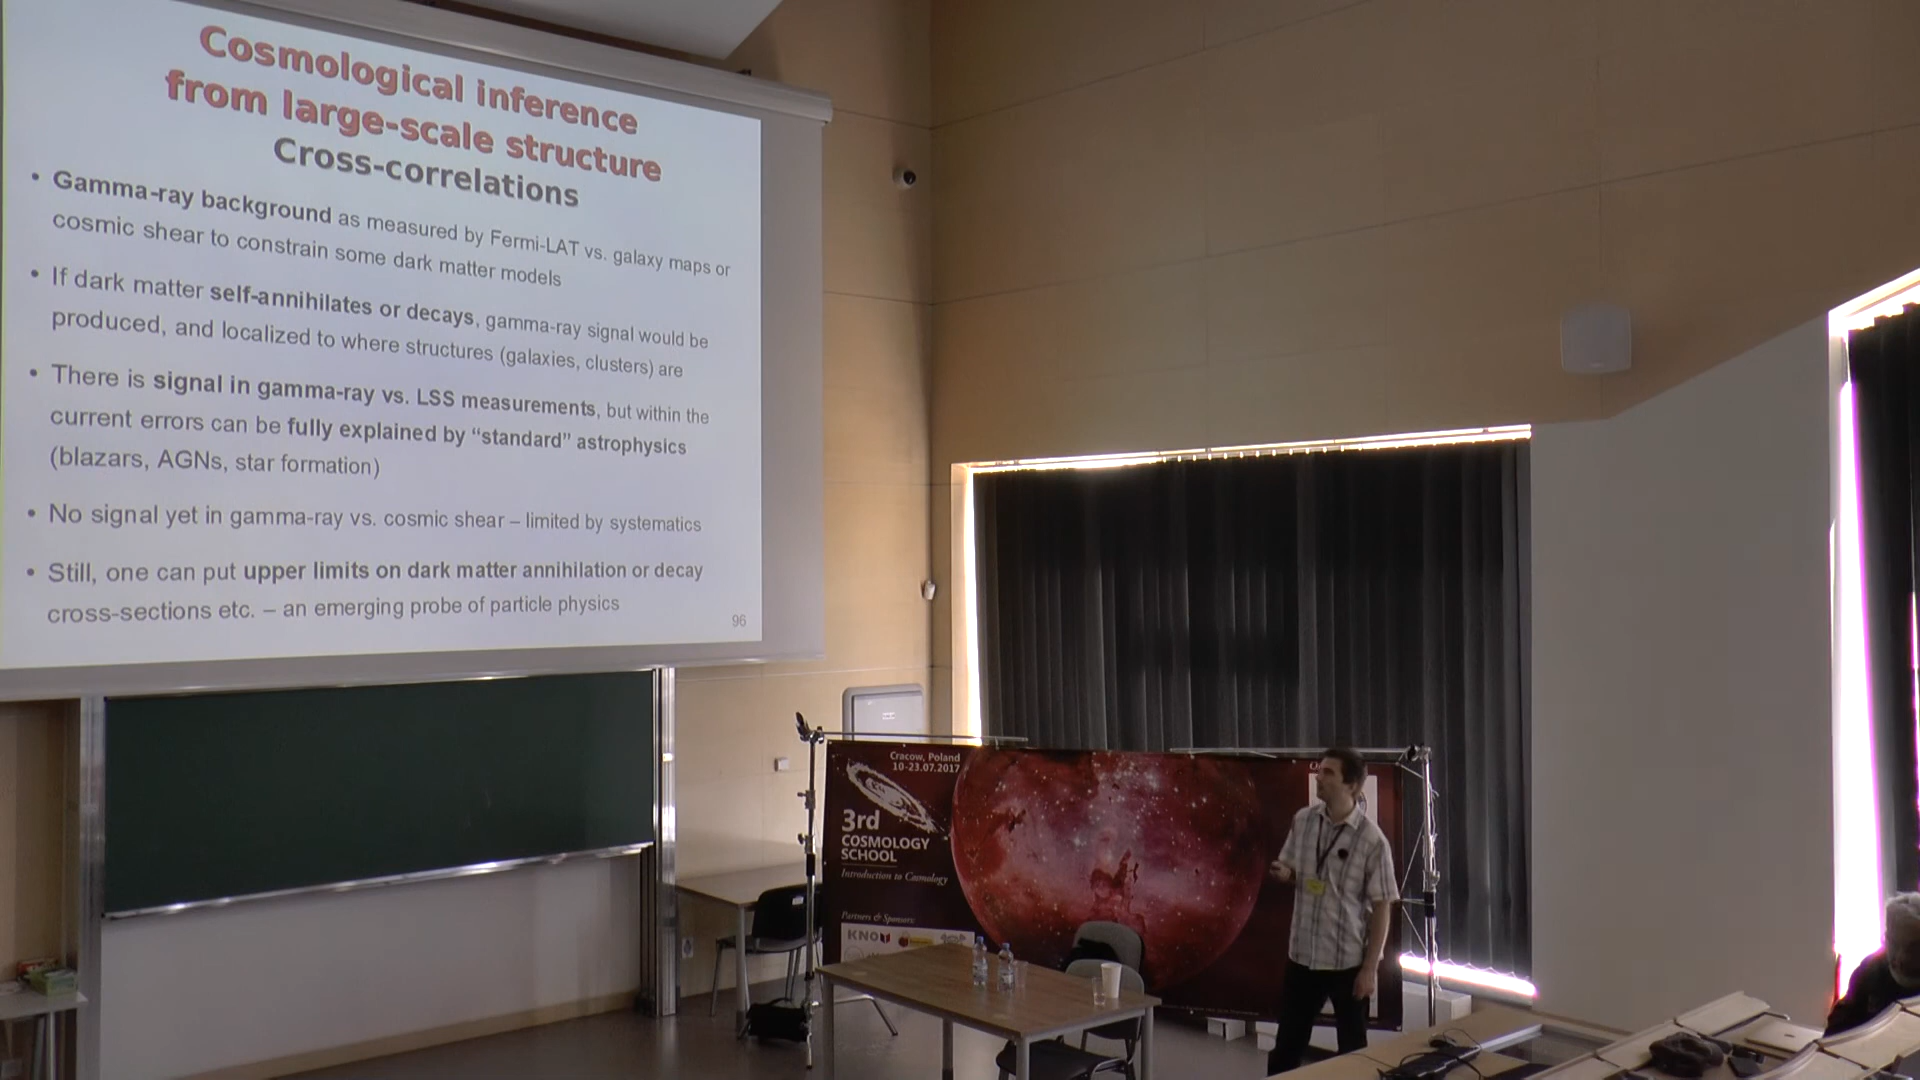 Cosmological inference
from large-scale structure
Cross-correlations
• Gamma-ray background as measured by Fermi-LAT vs. galaxy maps or
cosmic shear to constrain some dark matter models
• If dark matter self-annihilates or decays, gamma-ray signal would be
produced, and localized to where structures (galaxies, clusters) are
• There is signal in gamma-ray vs. LSS measurements, but within the
current errors can be fully explained by “standard” astrophysics
(blazars, AGNs, star formation)
• No signal yet in gamma-ray vs. cosmic shear – limited by systematics
• Still, one can put upper limits on dark matter annihilation or decay
cross-sections etc. – an emerging probe of particle physics
96
Cracow, Poland
10-23.07.2017
3rd
COSMOLOGY
SCHOOL
Introduction to Cosmology
Partners & Sponsors:
KNOW